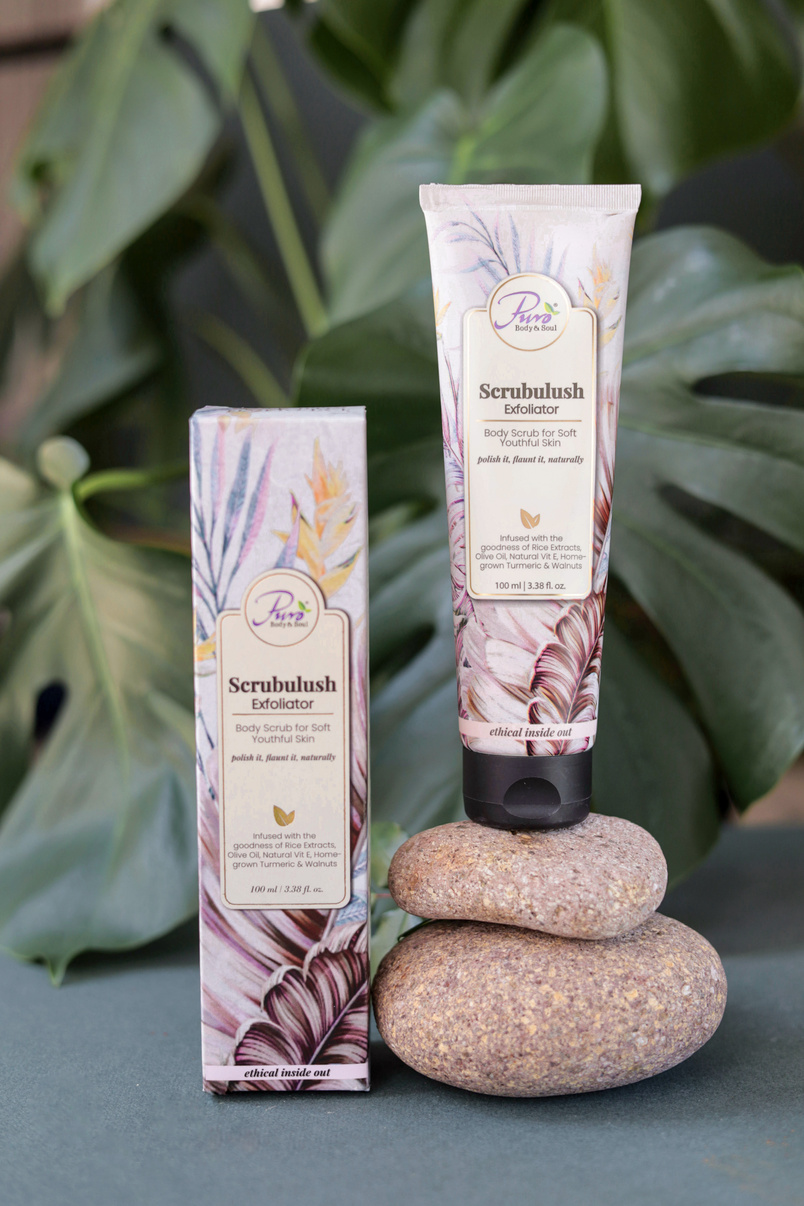 Puro
Body & Soul
Scrubulush
Exfoliator
Body Scrub for Soft
Youthful Skin
polish it, flaunt it, naturally
Infused with the
goodness of Rice Extracts,
Olive Oil, Natural Vit E, Home-
grown Turmeric & Walnuts
100 ml / 3.38 fl. oz.
ethical inside out
Puro
Body & Soul
Scrubulush
Exfoliator
Body Scrub for Soft
Youthful Skin
polish it, flaunt it, naturally
Infused with the
goodness of Rice Extracts,
Olive Oil, Natural Vit E, Home-
grown Turmeric & Walnuts
100 ml | 3.38 fl. oz.
ethical inside out